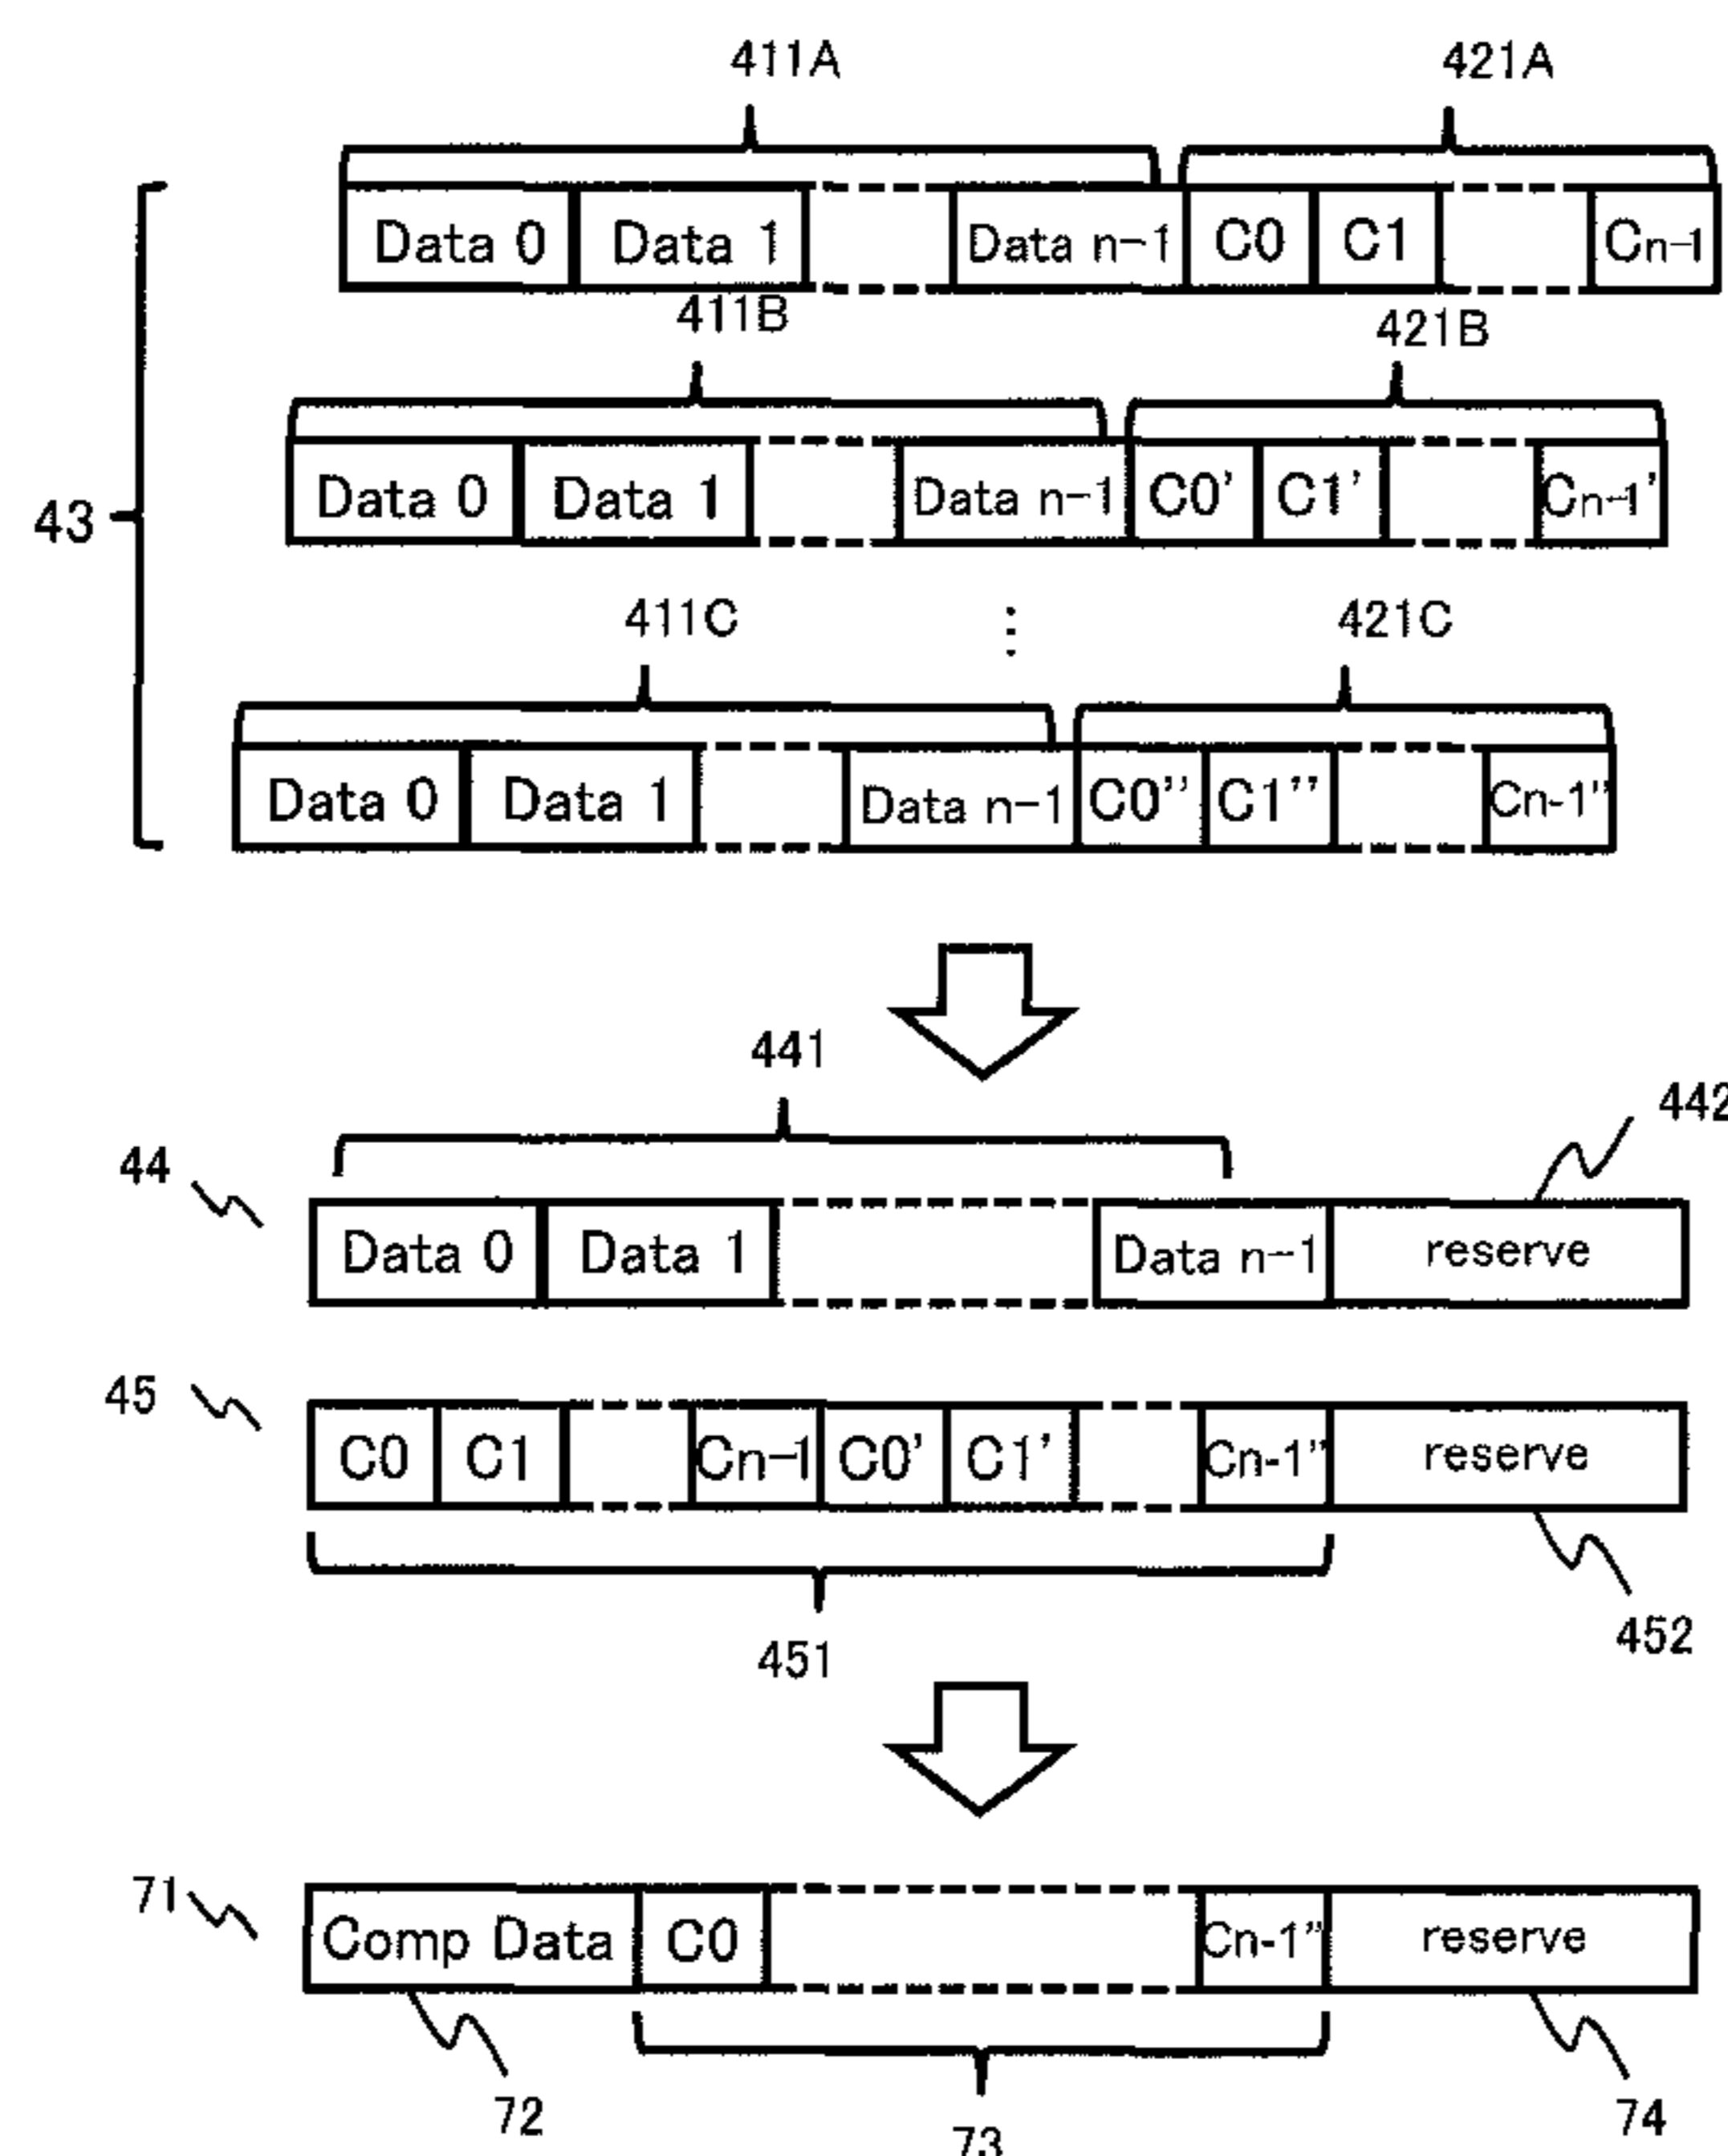 411A 421A
Data 0 Data 1 Data n-1 C0 C1 Cn-1
411B 421B
43 Data 0 Data 1 Data n-1 C0' C1' Cn-1'
411C ⋮ 421C
Data 0 Data 1 Data n-1 C0'' C1'' Cn-1''
441 442
44 Data 0 Data 1 Data n-1 reserve
45 C0 C1 Cn-1 C0' C1' Cn-1'' reserve
451 452
71 Comp Data C0 Cn-1'' reserve
72 73 74